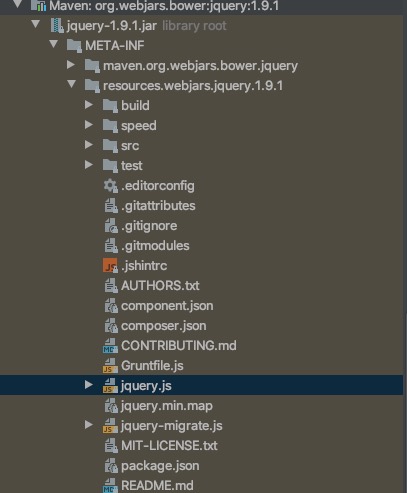 Maven: org.webjars.bower:jquery:1.9.1
jquery-1.9.1.jar library root
META-INF
maven.org.webjars.bower.jquery
resources.webjars.jquery.1.9.1
build
speed
src
test
.editorconfig
.gitattributes
.gitignore
.gitmodules
.jshintrc
AUTHORS.txt
component.json
composer.json
CONTRIBUTING.md
Gruntfile.js
jquery.js
jquery.min.map
jquery-migrate.js
MIT-LICENSE.txt
package.json
README.md